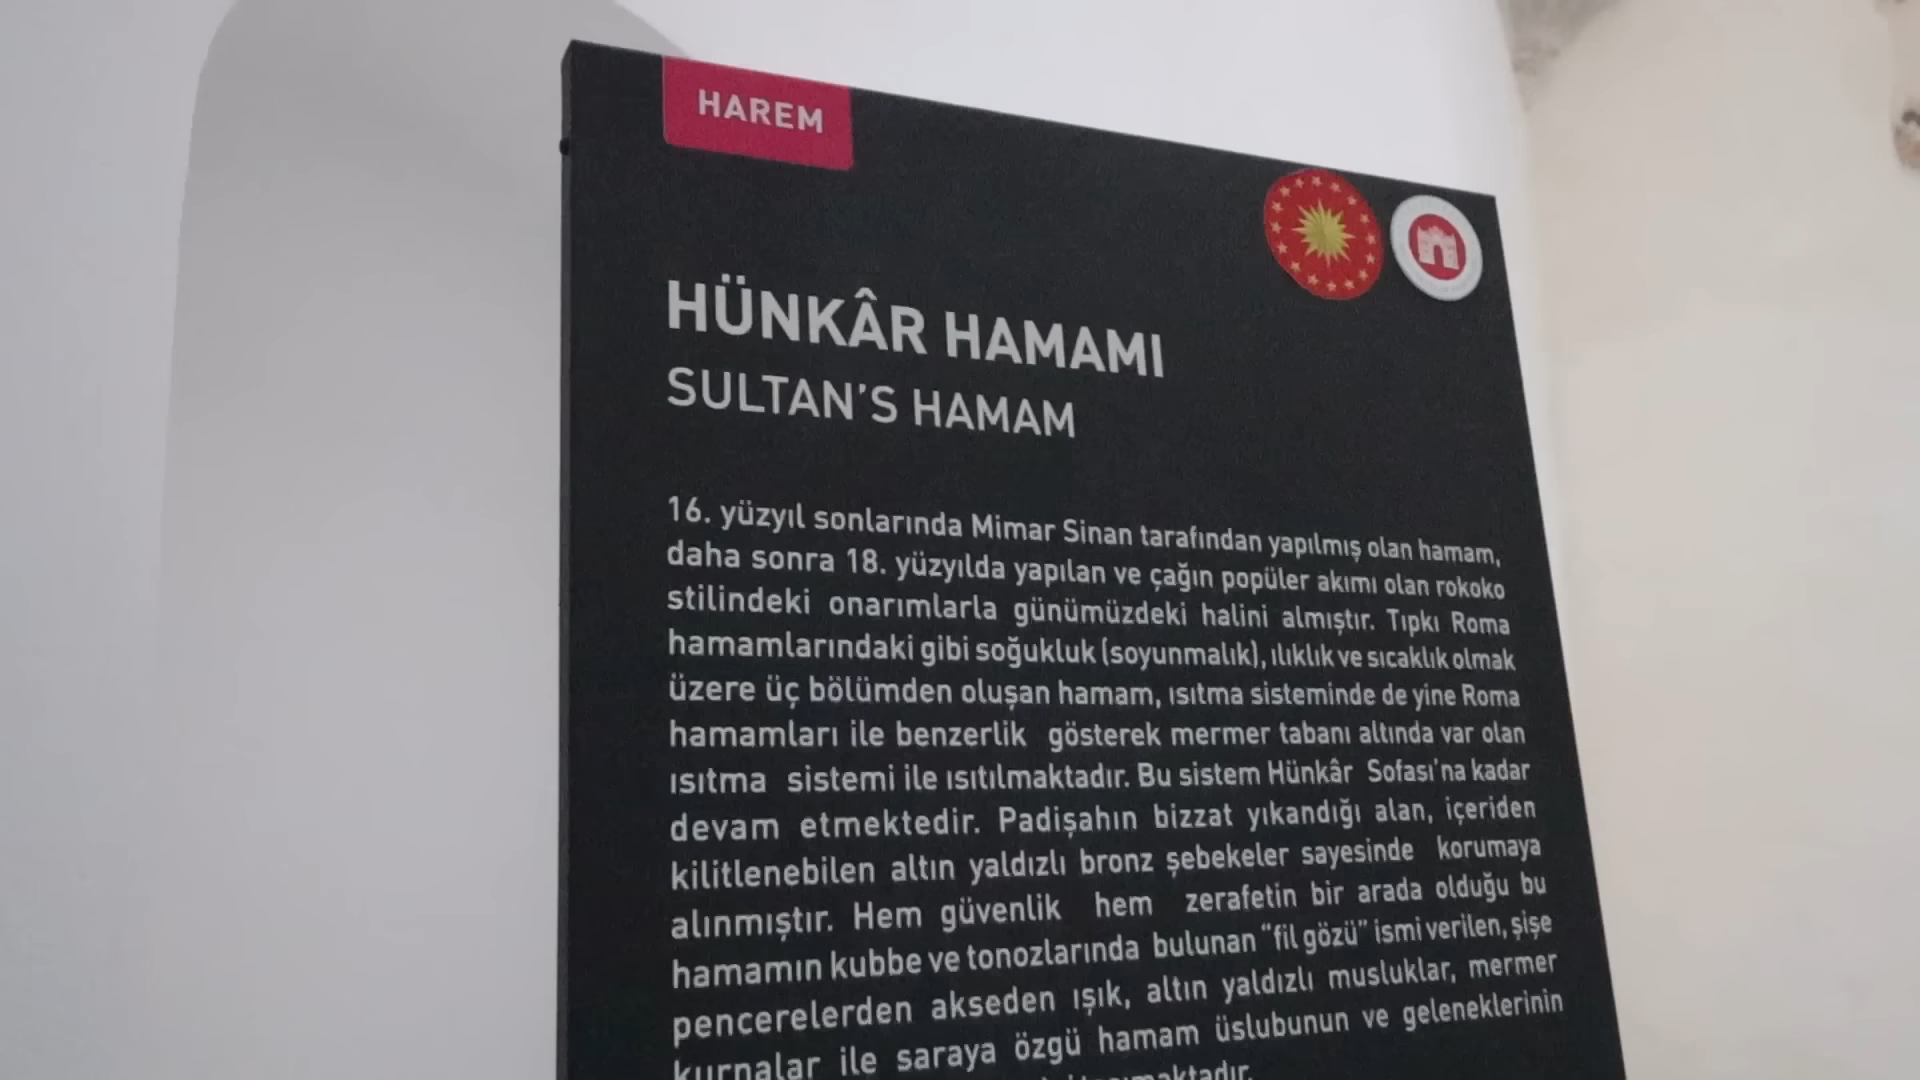 HAREM
HÜNKÂR HAMAMI
SULTAN'S HAMAM
16. yüzyıl sonlarında Mimar Sinan tarafından yapılmış olan hamam,
daha sonra 18. yüzyılda yapılan ve çağın popüler akımı olan rokoko
stilindeki onarımlarla günümüzdeki halini almıştır. Tıpkı Roma
hamamlarındaki gibi soğukluk (soyunmalık), ılıklık ve sıcaklık olmak
üzere üç bölümden oluşan hamam, ısıtma sisteminde de yine Roma
hamamları ile benzerlik gösterek mermer tabanı altında var olan
ısıtma sistemi ile ısıtılmaktadır. Bu sistem Hünkâr Sofası'na kadar
devam etmektedir. Padişahın bizzat yıkandığı alan, içeriden
kilitlenebilen altın yaldızlı bronz şebekeler sayesinde korumaya
alınmıştır. Hem güvenlik hem zerafetin bir arada olduğu bu
hamamın kubbe ve tonozlarında bulunan "fil gözü" ismi verilen, şişe
pencerelerden akseden ışık, altın yaldızlı musluklar, mermer
kurnalar ile saraya özgü hamam üslubunun ve geleneklerinin